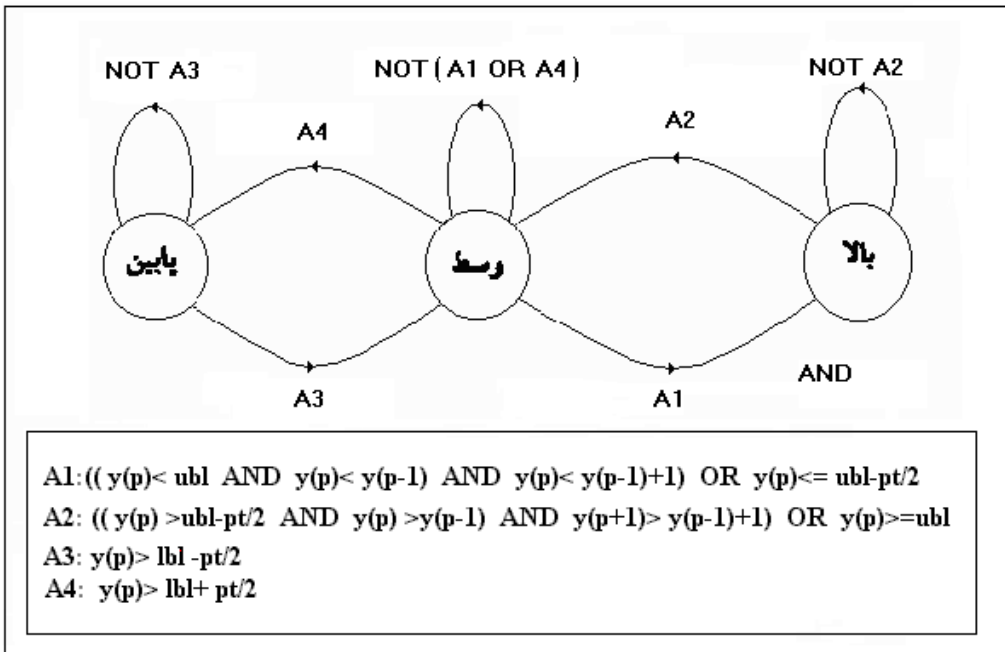 NOT A3
NOT ( A1 OR A4 )
NOT A2
A4
A2
پایین
وسط
بالا
A3
A1
AND
A1: (( y(p)< ubl AND y(p)< y(p-1) AND y(p)< y(p-1)+1) OR y(p)<= ubl-pt/2
A2: (( y(p) >ubl-pt/2 AND y(p) >y(p-1) AND y(p+1)> y(p-1)+1) OR y(p)>=ubl
A3: y(p)> lbl -pt/2
A4: y(p)> lbl+ pt/2